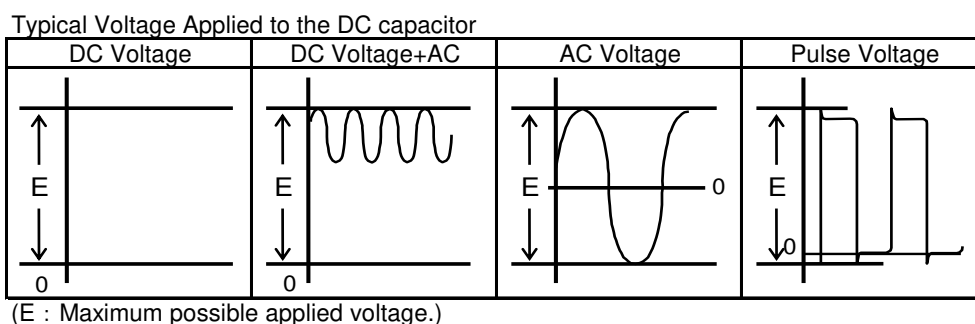 Typical Voltage Applied to the DC capacitor
DC Voltage DC Voltage+AC AC Voltage Pulse Voltage
E E E 0 E
0
0 0
(E：Maximum possible applied voltage.)